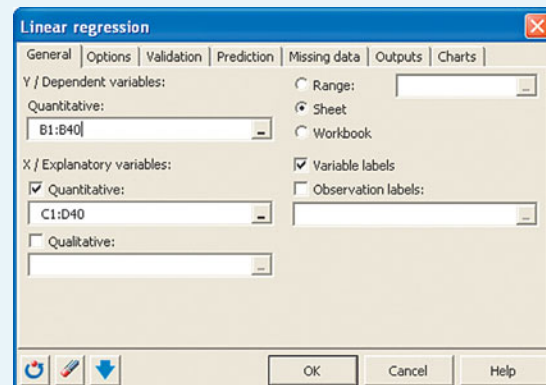 Linear regression
General Options Validation Prediction Missing data Outputs Charts
Y / Dependent variables:
Quantitative:
B1:B40
X / Explanatory variables:
Quantitative:
C1:D40
Qualitative:
Range:
Sheet
Workbook
Variable labels
Observation labels:
OK Cancel Help